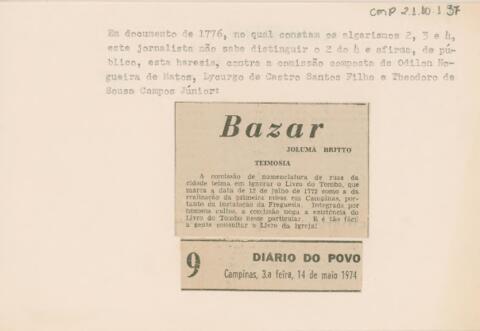 CMP 2.1.10.1.37
Em documento de 1776, no qual constam os algarismos 2, 3 e 4,
este jornalista não sabe distinguir o 2 do 4 e afirma, de pú-
blico, esta heresia, contra a comissão composta de Odilon No-
gueira de Matos, Lycurgo de Castro Santos Filho e Theodoro de
Sousa Campos Júnior:
Bazar
JOLUMÁ BRITTO
TEIMOSIA
A comissão de nomenclatura de ruas da
cidade teima em ignorar o Livro do Tombo, que
marca a data de 12 de julho de 1772 como a da
realização da primeira missa em Campinas, por-
tanto da instalação da Freguesia. Integrada por
homens cultos, a comissão nega a existência do
Livro do Tombo nesse particular. E é tão fácil
a gente consultar o Livro da Igreja!
9
DIÁRIO DO POVO
Campinas, 3.a feira, 14 de maio 1974